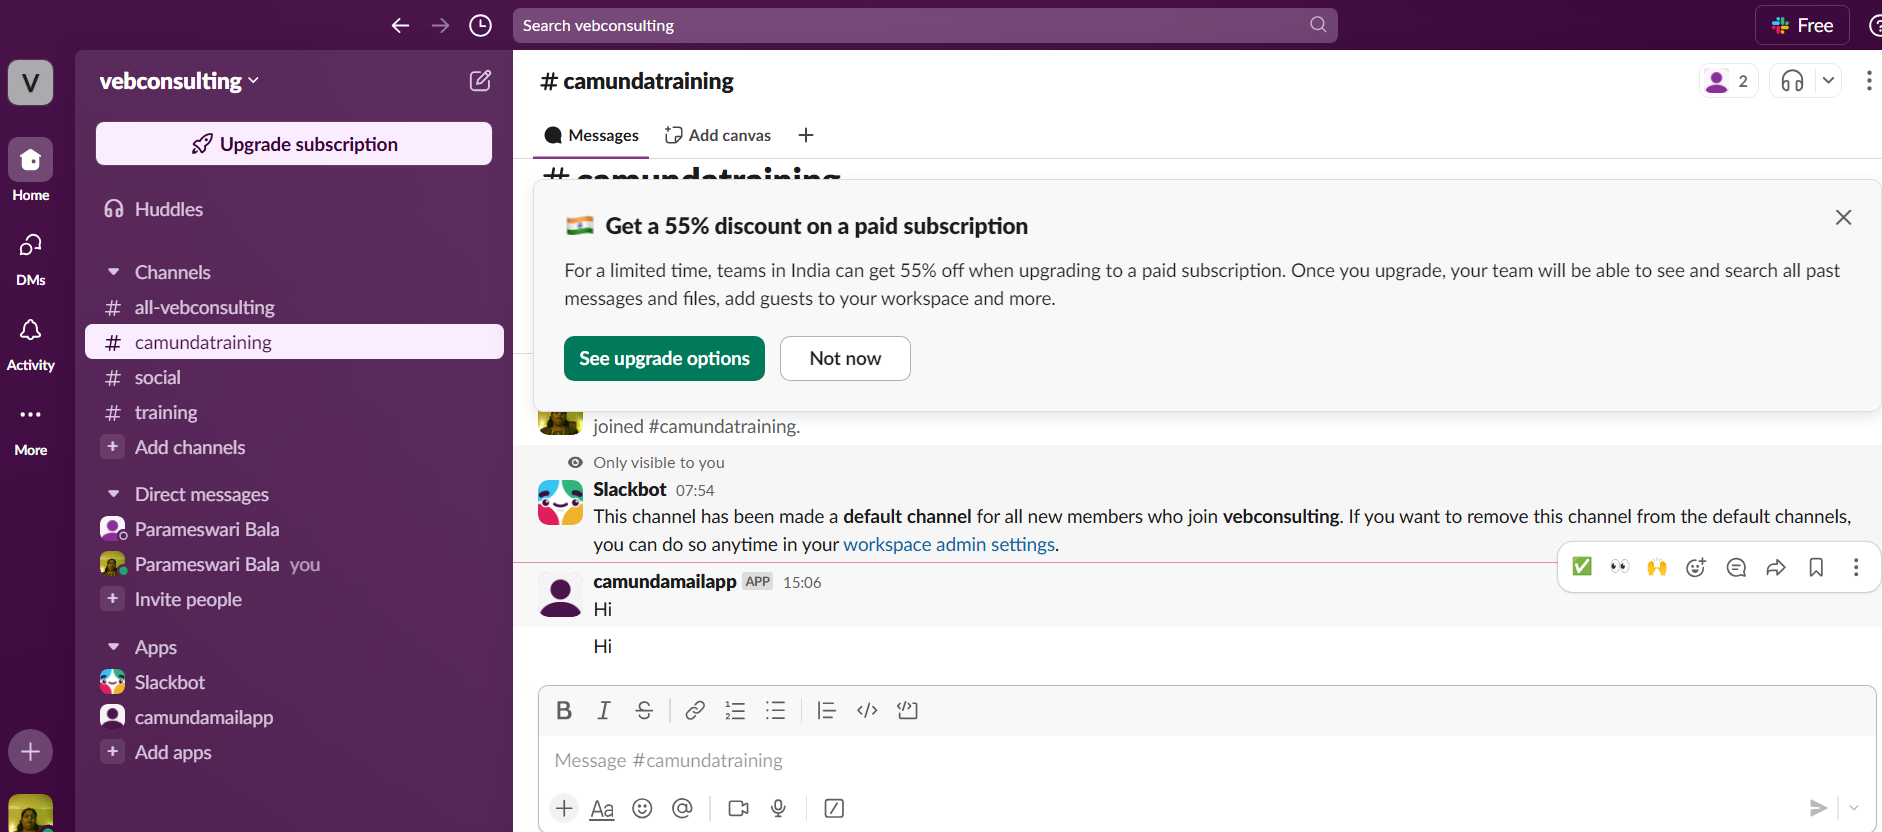 Search vebconsulting
Free
V
vebconsulting
Upgrade subscription
Home
Huddles
DMs
Channels
# all-vebconsulting
# camundatraining
Activity
# social
# training
More
+ Add channels
Direct messages
Parameswari Bala
Parameswari Bala you
+ Invite people
Apps
Slackbot
camundamailapp
+ Add apps
# camundatraining
2
Messages
Add canvas
+
# camundatraining
Get a 55% discount on a paid subscription
For a limited time, teams in India can get 55% off when upgrading to a paid subscription. Once you upgrade, your team will be able to see and search all past
messages and files, add guests to your workspace and more.
See upgrade options
Not now
joined #camundatraining.
Only visible to you
Slackbot 07:54
This channel has been made a default channel for all new members who join vebconsulting. If you want to remove this channel from the default channels,
you can do so anytime in your workspace admin settings.
camundamailapp APP 15:06
Hi
Hi
Message #camundatraining
Aa